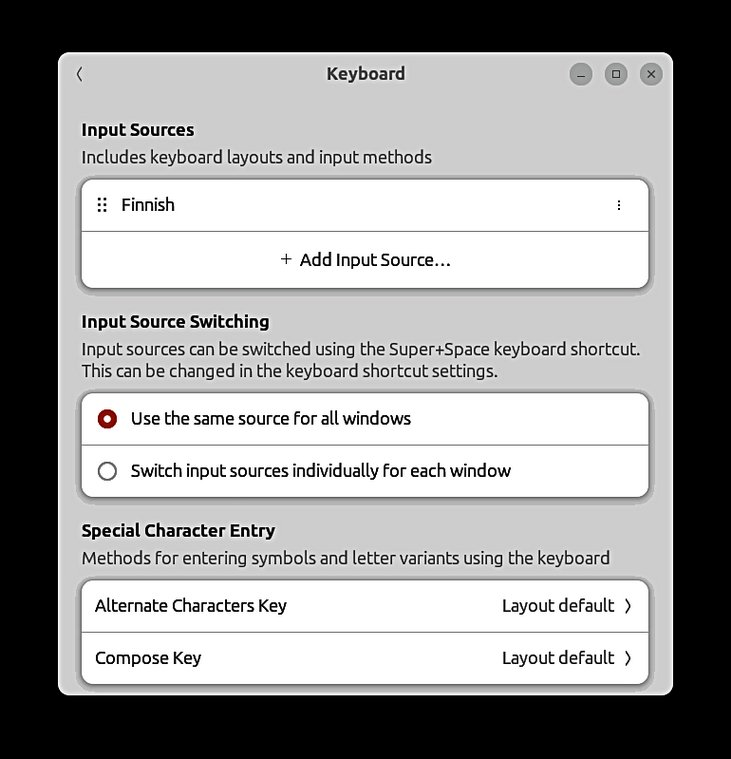 Keyboard
Input Sources
Includes keyboard layouts and input methods
Finnish
+ Add Input Source...
Input Source Switching
Input sources can be switched using the Super+Space keyboard shortcut.
This can be changed in the keyboard shortcut settings.
Use the same source for all windows
Switch input sources individually for each window
Special Character Entry
Methods for entering symbols and letter variants using the keyboard
Alternate Characters Key Layout default
Compose Key Layout default